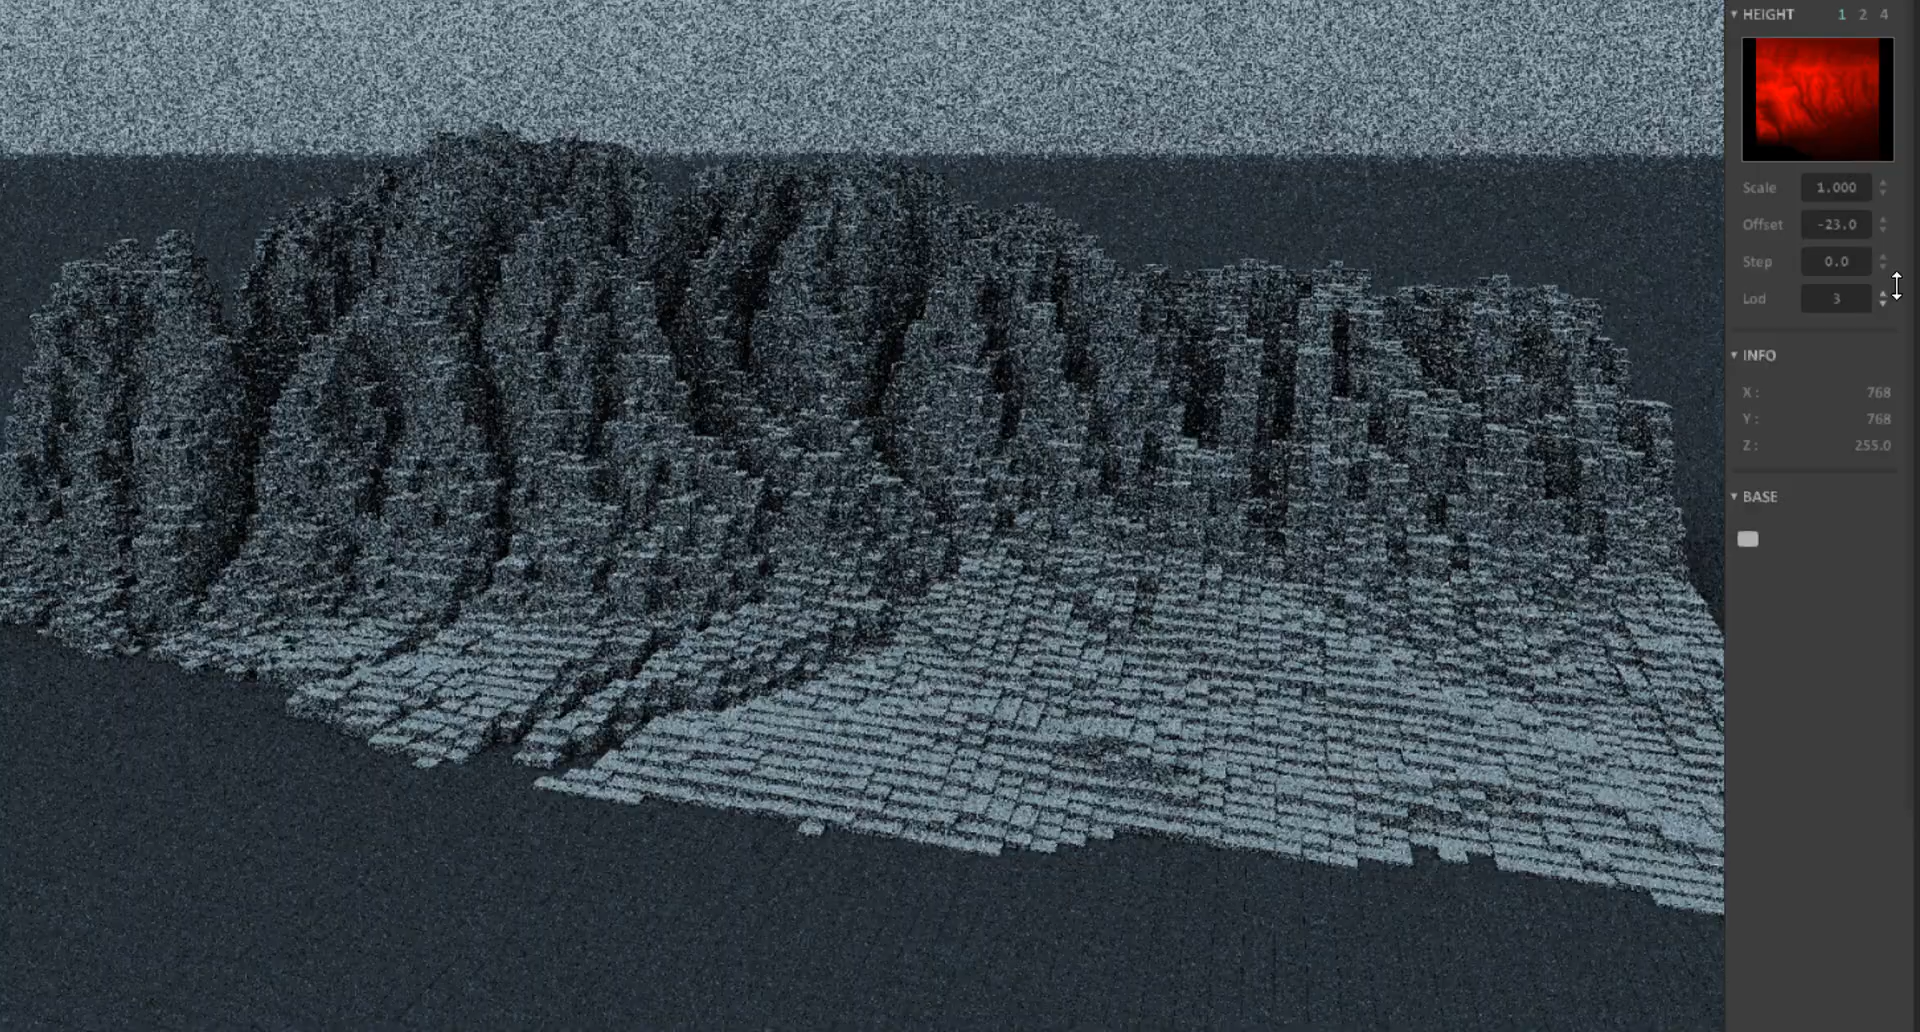 HEIGHT 1 2 4
Scale 1.000
Offset -23.0
Step 0.0
Lod 3
INFO
X : 768
Y : 768
Z : 255.0
BASE